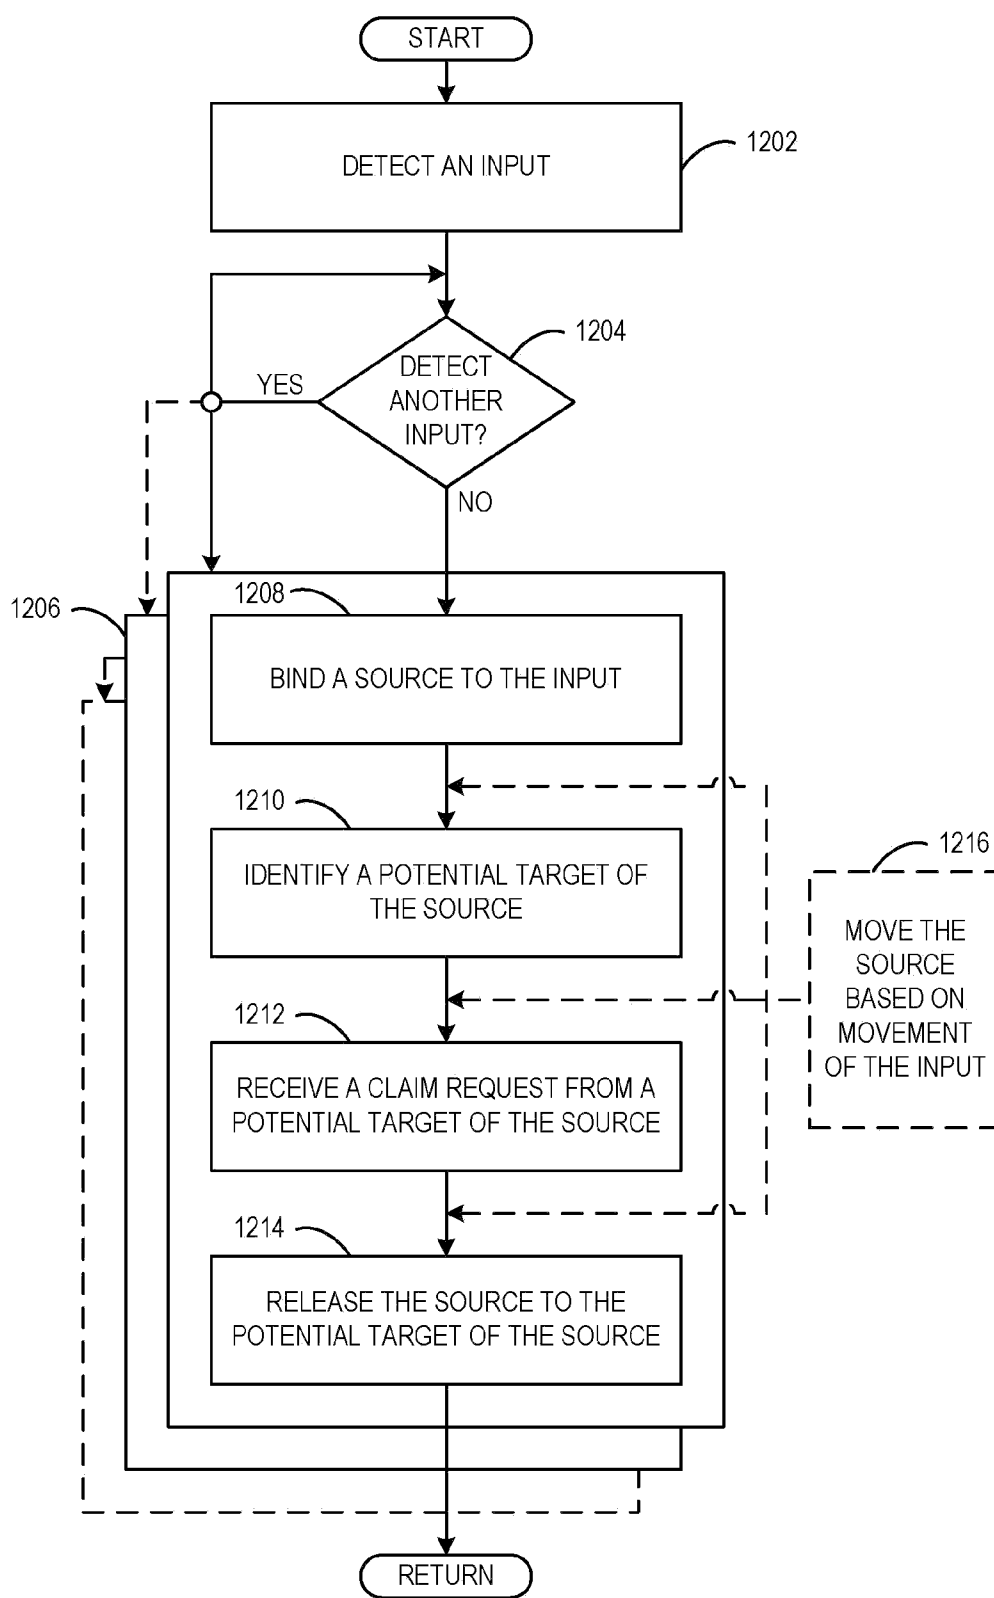 START
DETECT AN INPUT
1202
1204
DETECT
ANOTHER
INPUT?
YES
NO
1206
1208
BIND A SOURCE TO THE INPUT
1210
IDENTIFY A POTENTIAL TARGET OF
THE SOURCE
1216
MOVE THE
SOURCE
BASED ON
MOVEMENT
OF THE INPUT
1212
RECEIVE A CLAIM REQUEST FROM A
POTENTIAL TARGET OF THE SOURCE
1214
RELEASE THE SOURCE TO THE
POTENTIAL TARGET OF THE SOURCE
RETURN